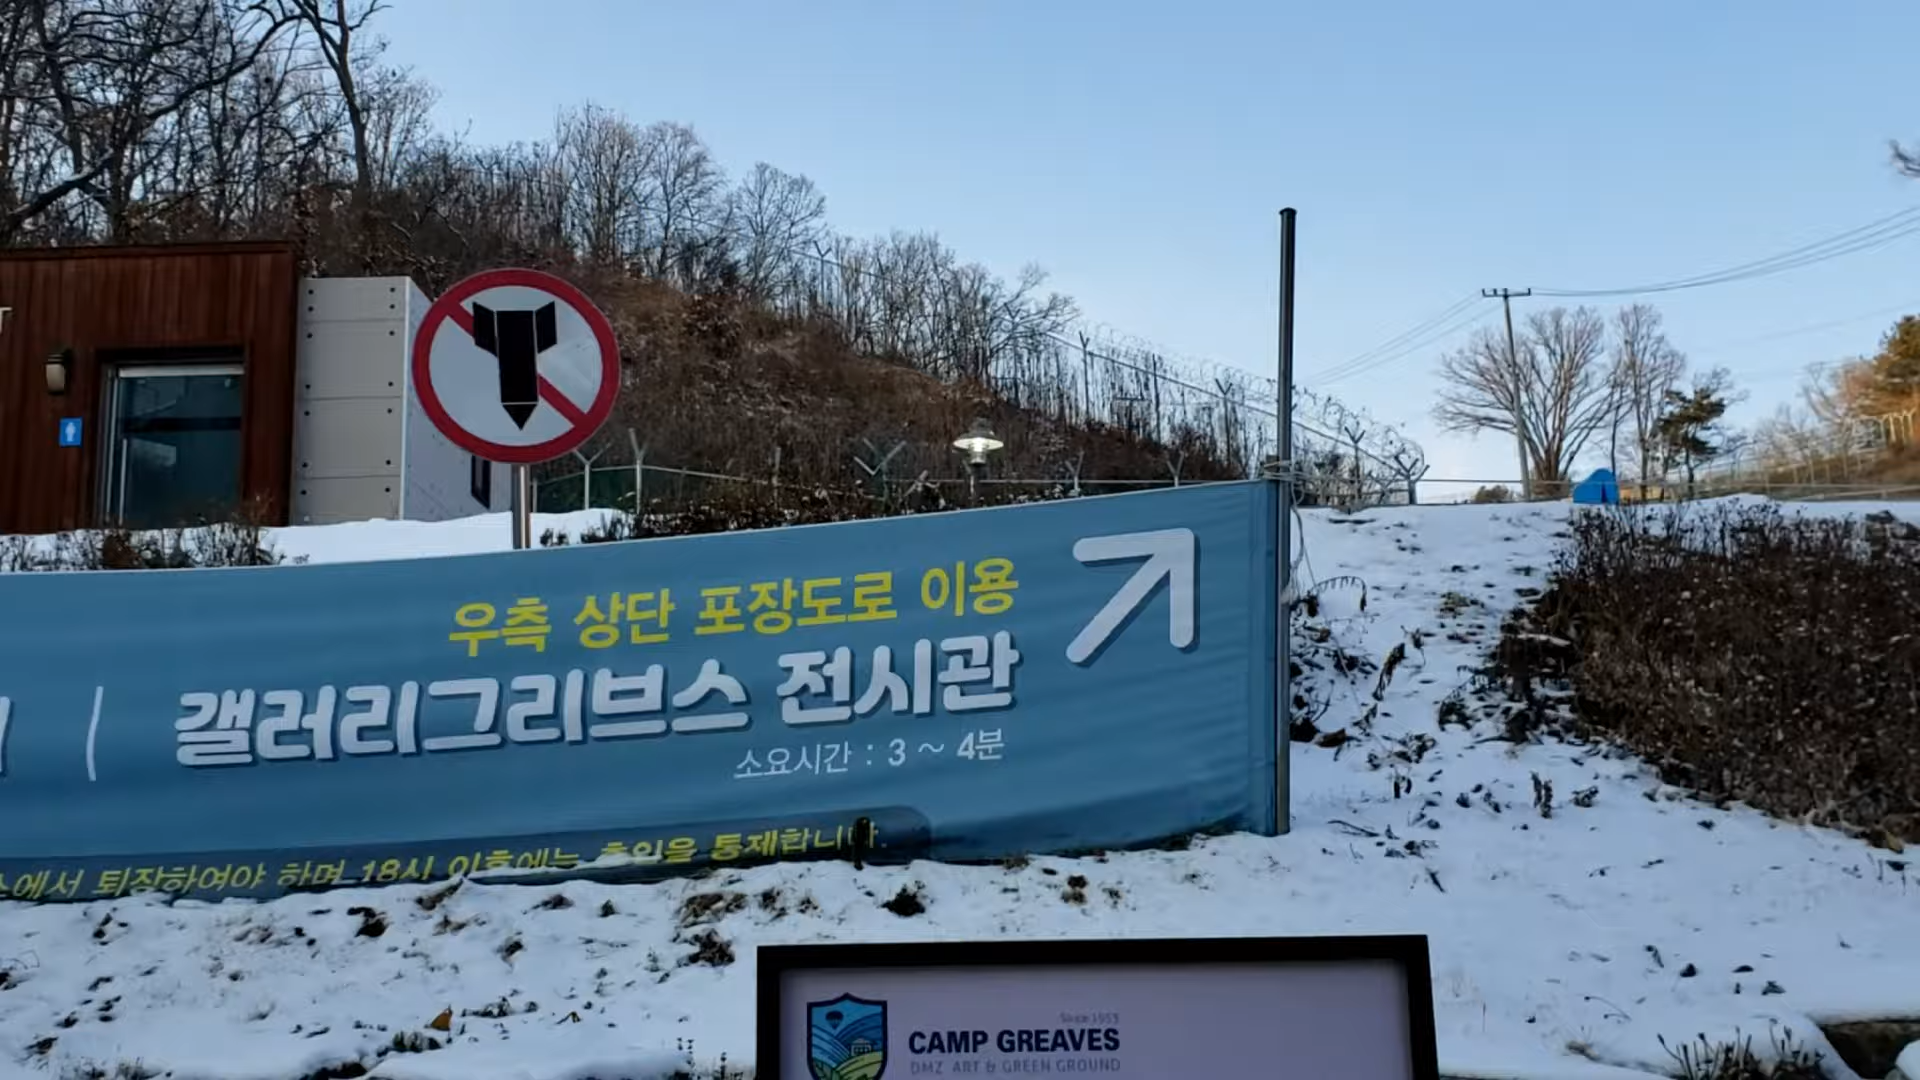 우측 상단 포장도로 이용
갤러리그리브스 전시관
소요시간 : 3 ~ 4분
에서 퇴장하여야 하며 18시 이후에는 출입을 통제합니다.
Since 1953
CAMP GREAVES
DMZ ART & GREEN GROUND